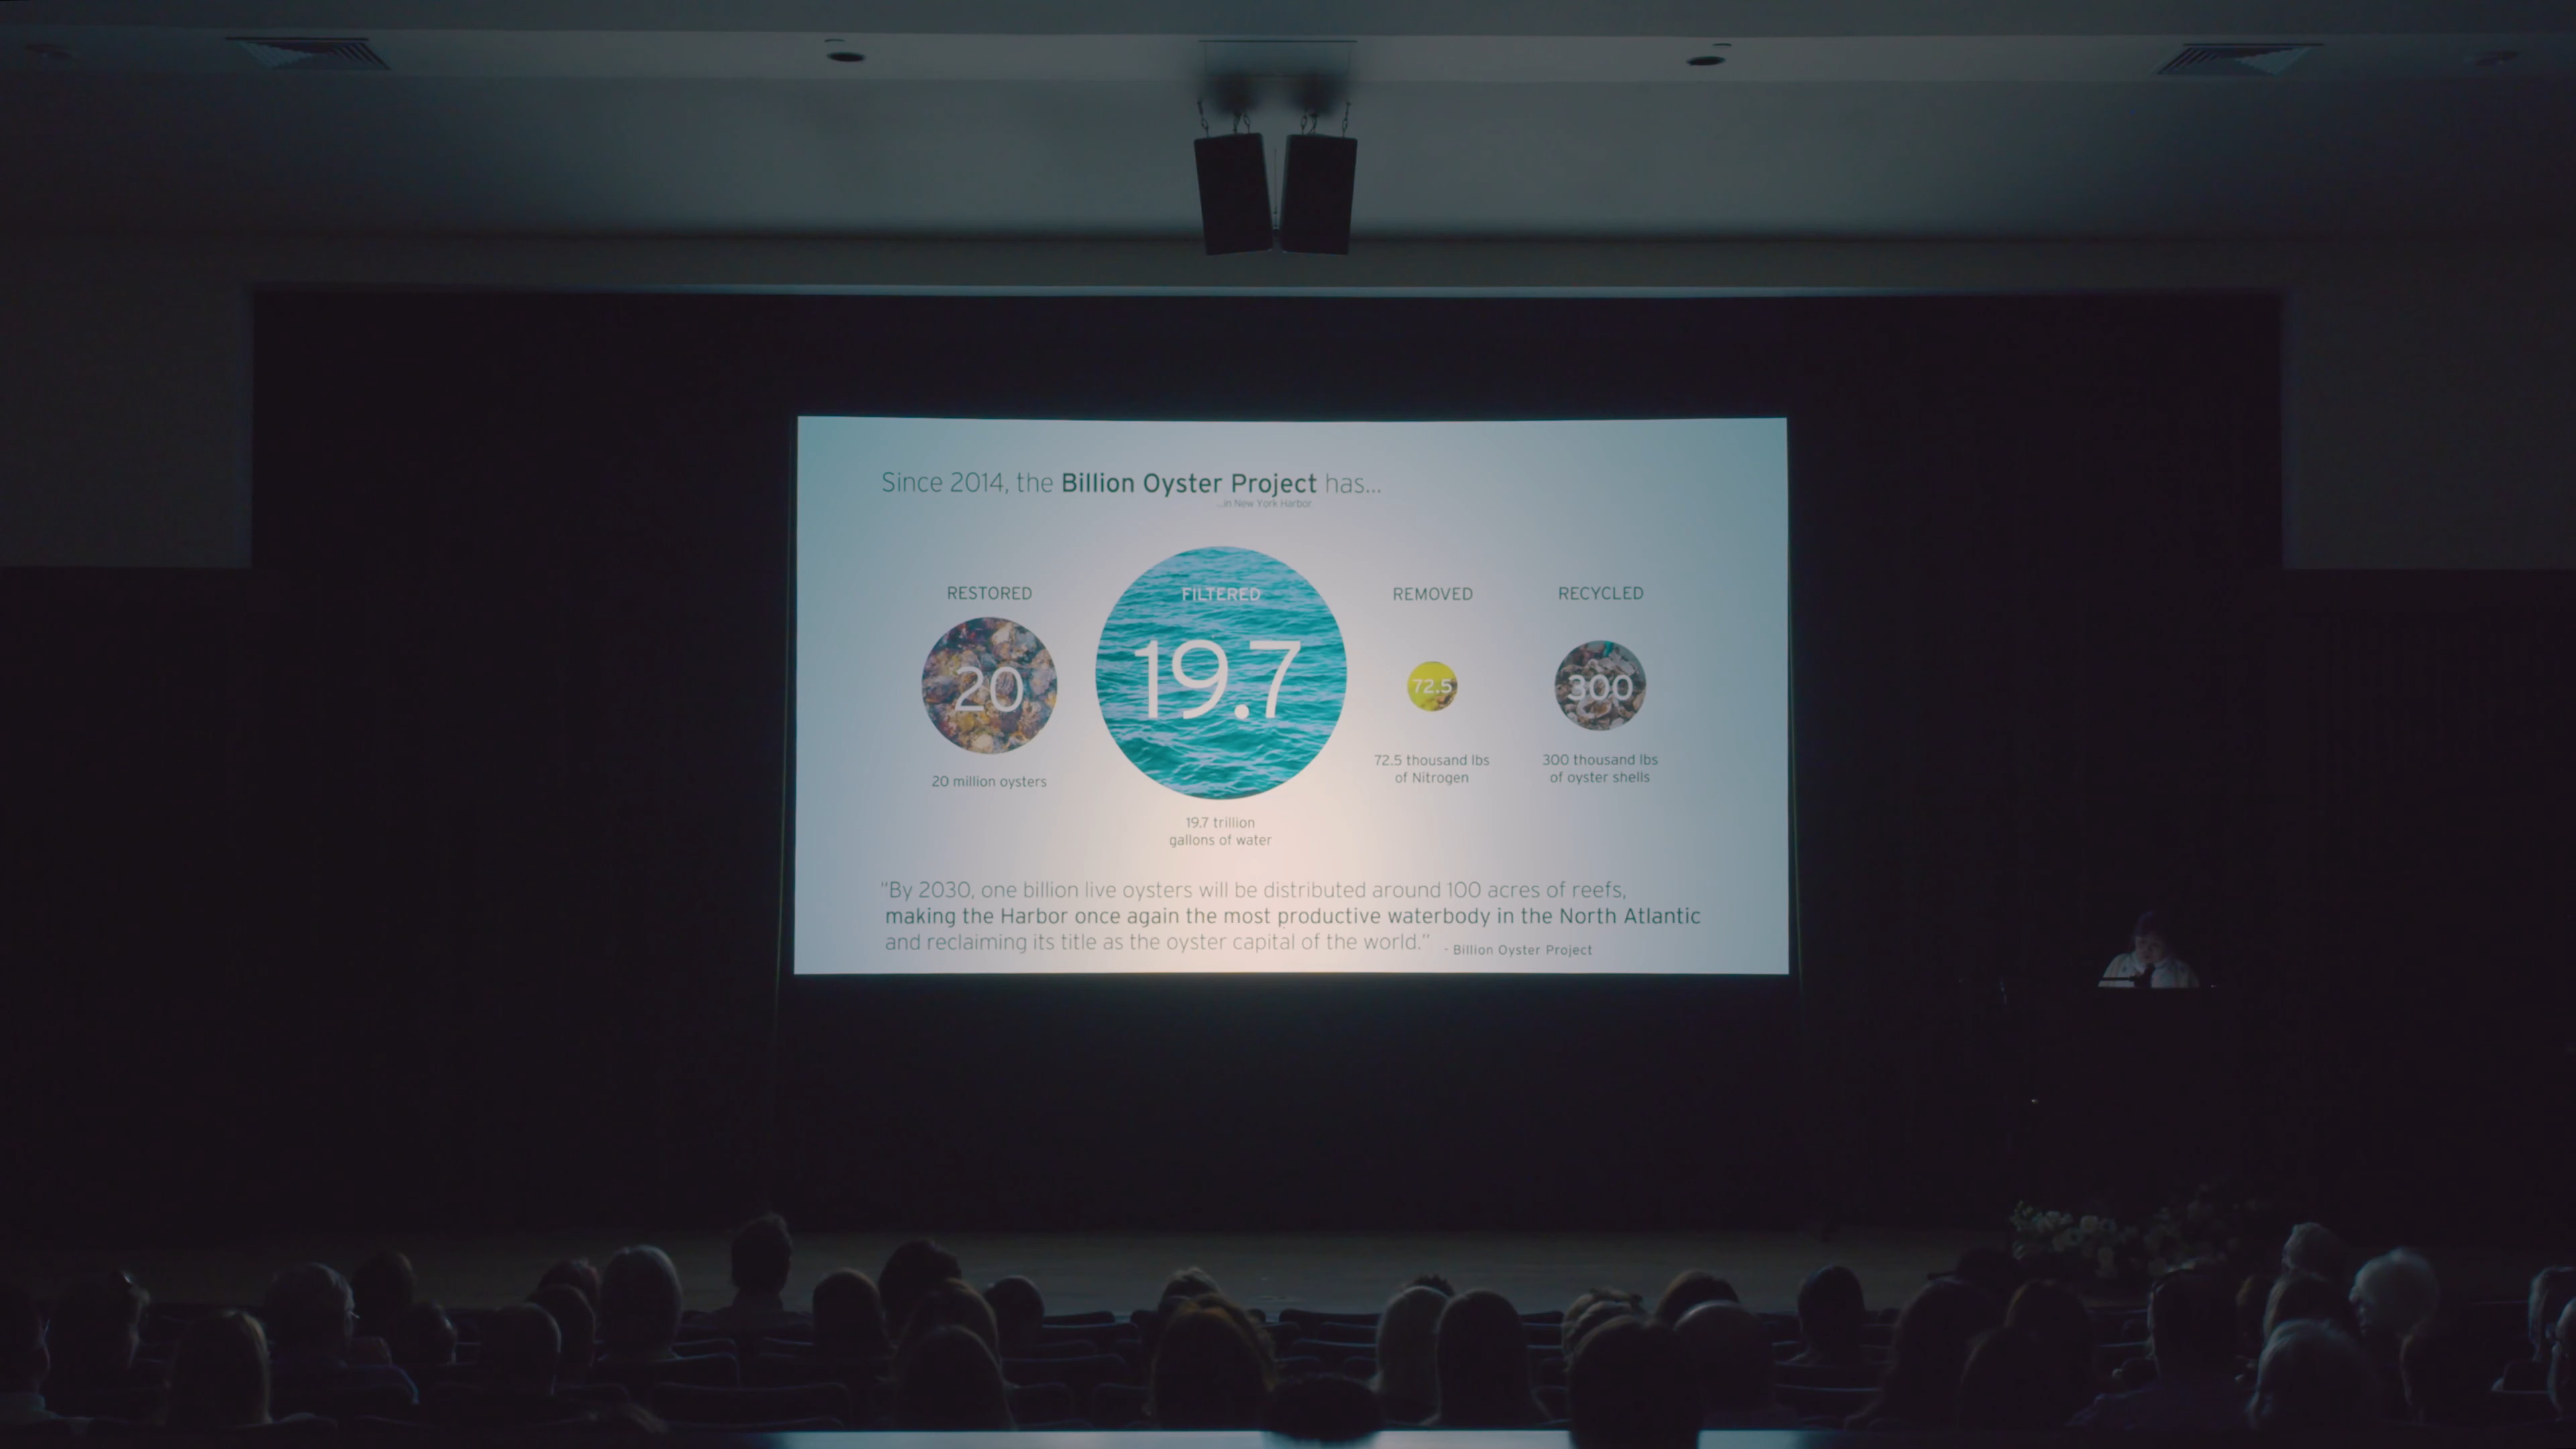 Since 2014, the Billion Oyster Project has...
...in New York Harbor
RESTORED
20
20 million oysters
FILTERED
19.7
19.7 trillion
gallons of water
REMOVED
72.5
72.5 thousand lbs
of Nitrogen
RECYCLED
300
300 thousand lbs
of oyster shells
"By 2030, one billion live oysters will be distributed around 100 acres of reefs,
making the Harbor once again the most productive waterbody in the North Atlantic
and reclaiming its title as the oyster capital of the world."
- Billion Oyster Project